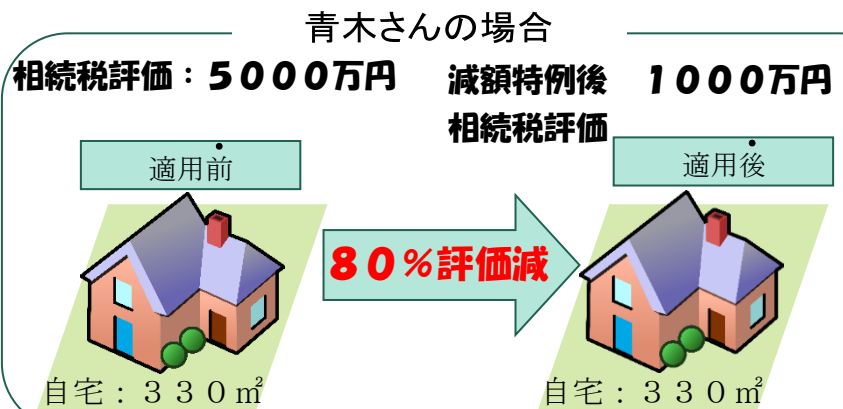 青木さんの場合
相続税評価：５０００万円
減額特例後　１０００万円
相続税評価
適用前
適用後
８０％評価減
自宅：３３０㎡
自宅：３３０㎡